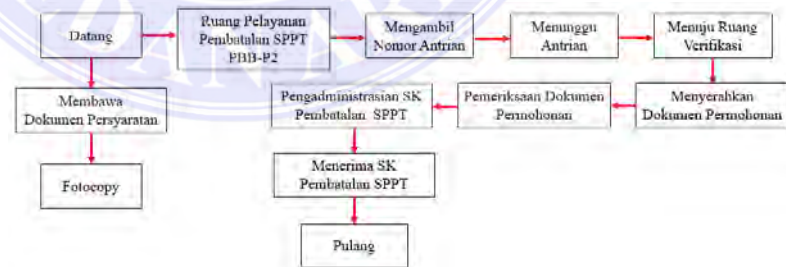 Datang
Ruang Pelayanan
Pembatalan SPPT
PBB-P2
Mengambil
Nomor Antrian
Menunggu
Antrian
Menuju Ruang
Verifikasi
Membawa
Dokumen Persyaratan
Pengadministrasian SK
Pembatalan SPPT
Pemeriksaan Dokumen
Permohonan
Menyerahkan
Dokumen Permohonan
Fotocopy
Menerima SK
Pembatalan SPPT
Pulang